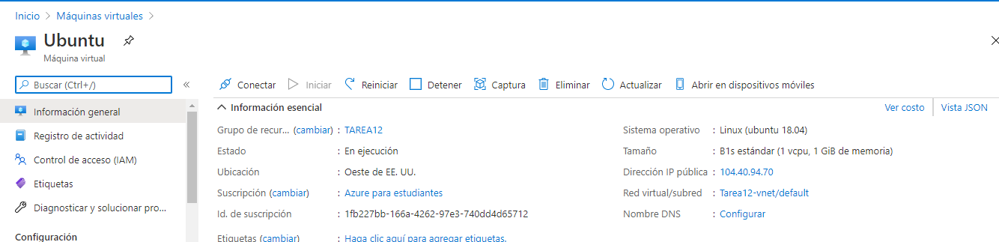 Inicio > Máquinas virtuales >
Ubuntu
Máquina virtual
Buscar (Ctrl+/)
«
Conectar Iniciar Reiniciar Detener Captura Eliminar Actualizar Abrir en dispositivos móviles
Información general
Registro de actividad
Control de acceso (IAM)
Etiquetas
Diagnosticar y solucionar pro...
Configuración
Información esencial Ver costo Vista JSON
Grupo de recur... (cambiar) : TAREA12
Estado : En ejecución
Ubicación : Oeste de EE. UU.
Suscripción (cambiar) : Azure para estudiantes
Id. de suscripción : 1fb227bb-166a-4262-97e3-740dd4d65712
Etiquetas (cambiar) : Haga clic aquí para agregar etiquetas.
Sistema operativo : Linux (ubuntu 18.04)
Tamaño : B1s estándar (1 vcpu, 1 GiB de memoria)
Dirección IP pública : 104.40.94.70
Red virtual/subred : Tarea12-vnet/default
Nombre DNS : Configurar